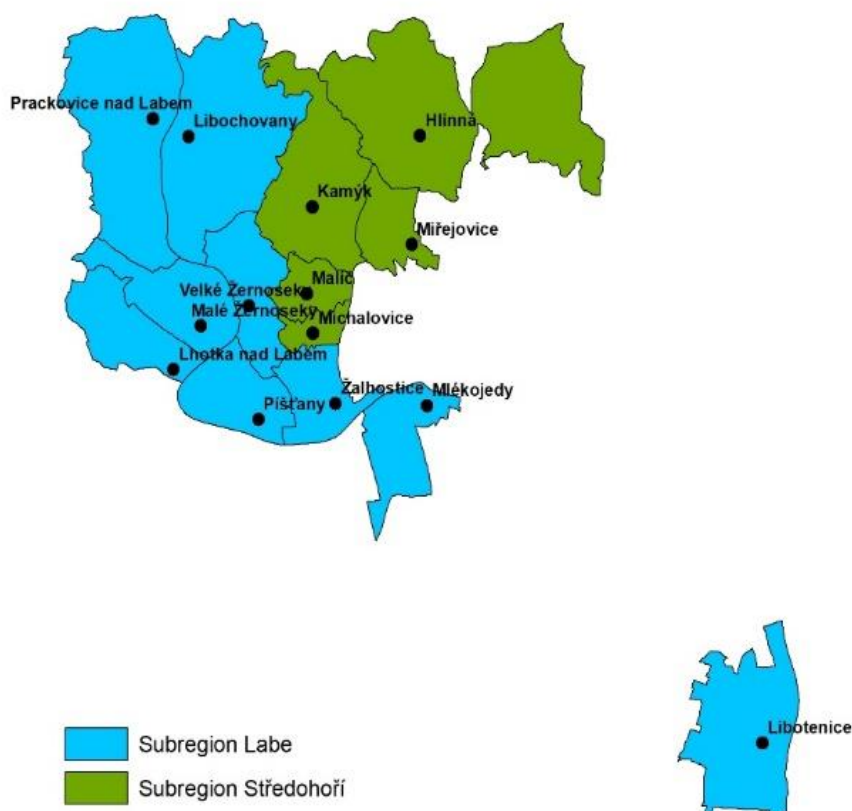 Prackovice nad Labem
Libochovany
Hlinná
Kamýk
Miřejovice
Malíč
Velké Žernoseky
Malé Žernoseky
Michalovice
Lhotka nad Labem
Žalhostice
Mlékojedy
Píšťany
Libotenice
Subregion Labe
Subregion Středohoří